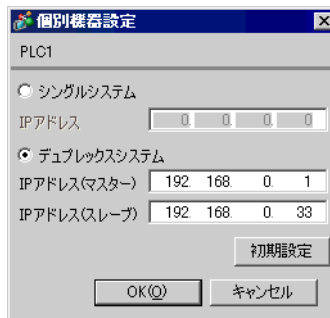 個別機器設定
PLC1
シングルシステム
IPアドレス 0. 0. 0. 0
デュプレックスシステム
IPアドレス(マスター) 192. 168. 0. 1
IPアドレス(スレーブ) 192. 168. 0. 33
初期設定
OK(O) キャンセル